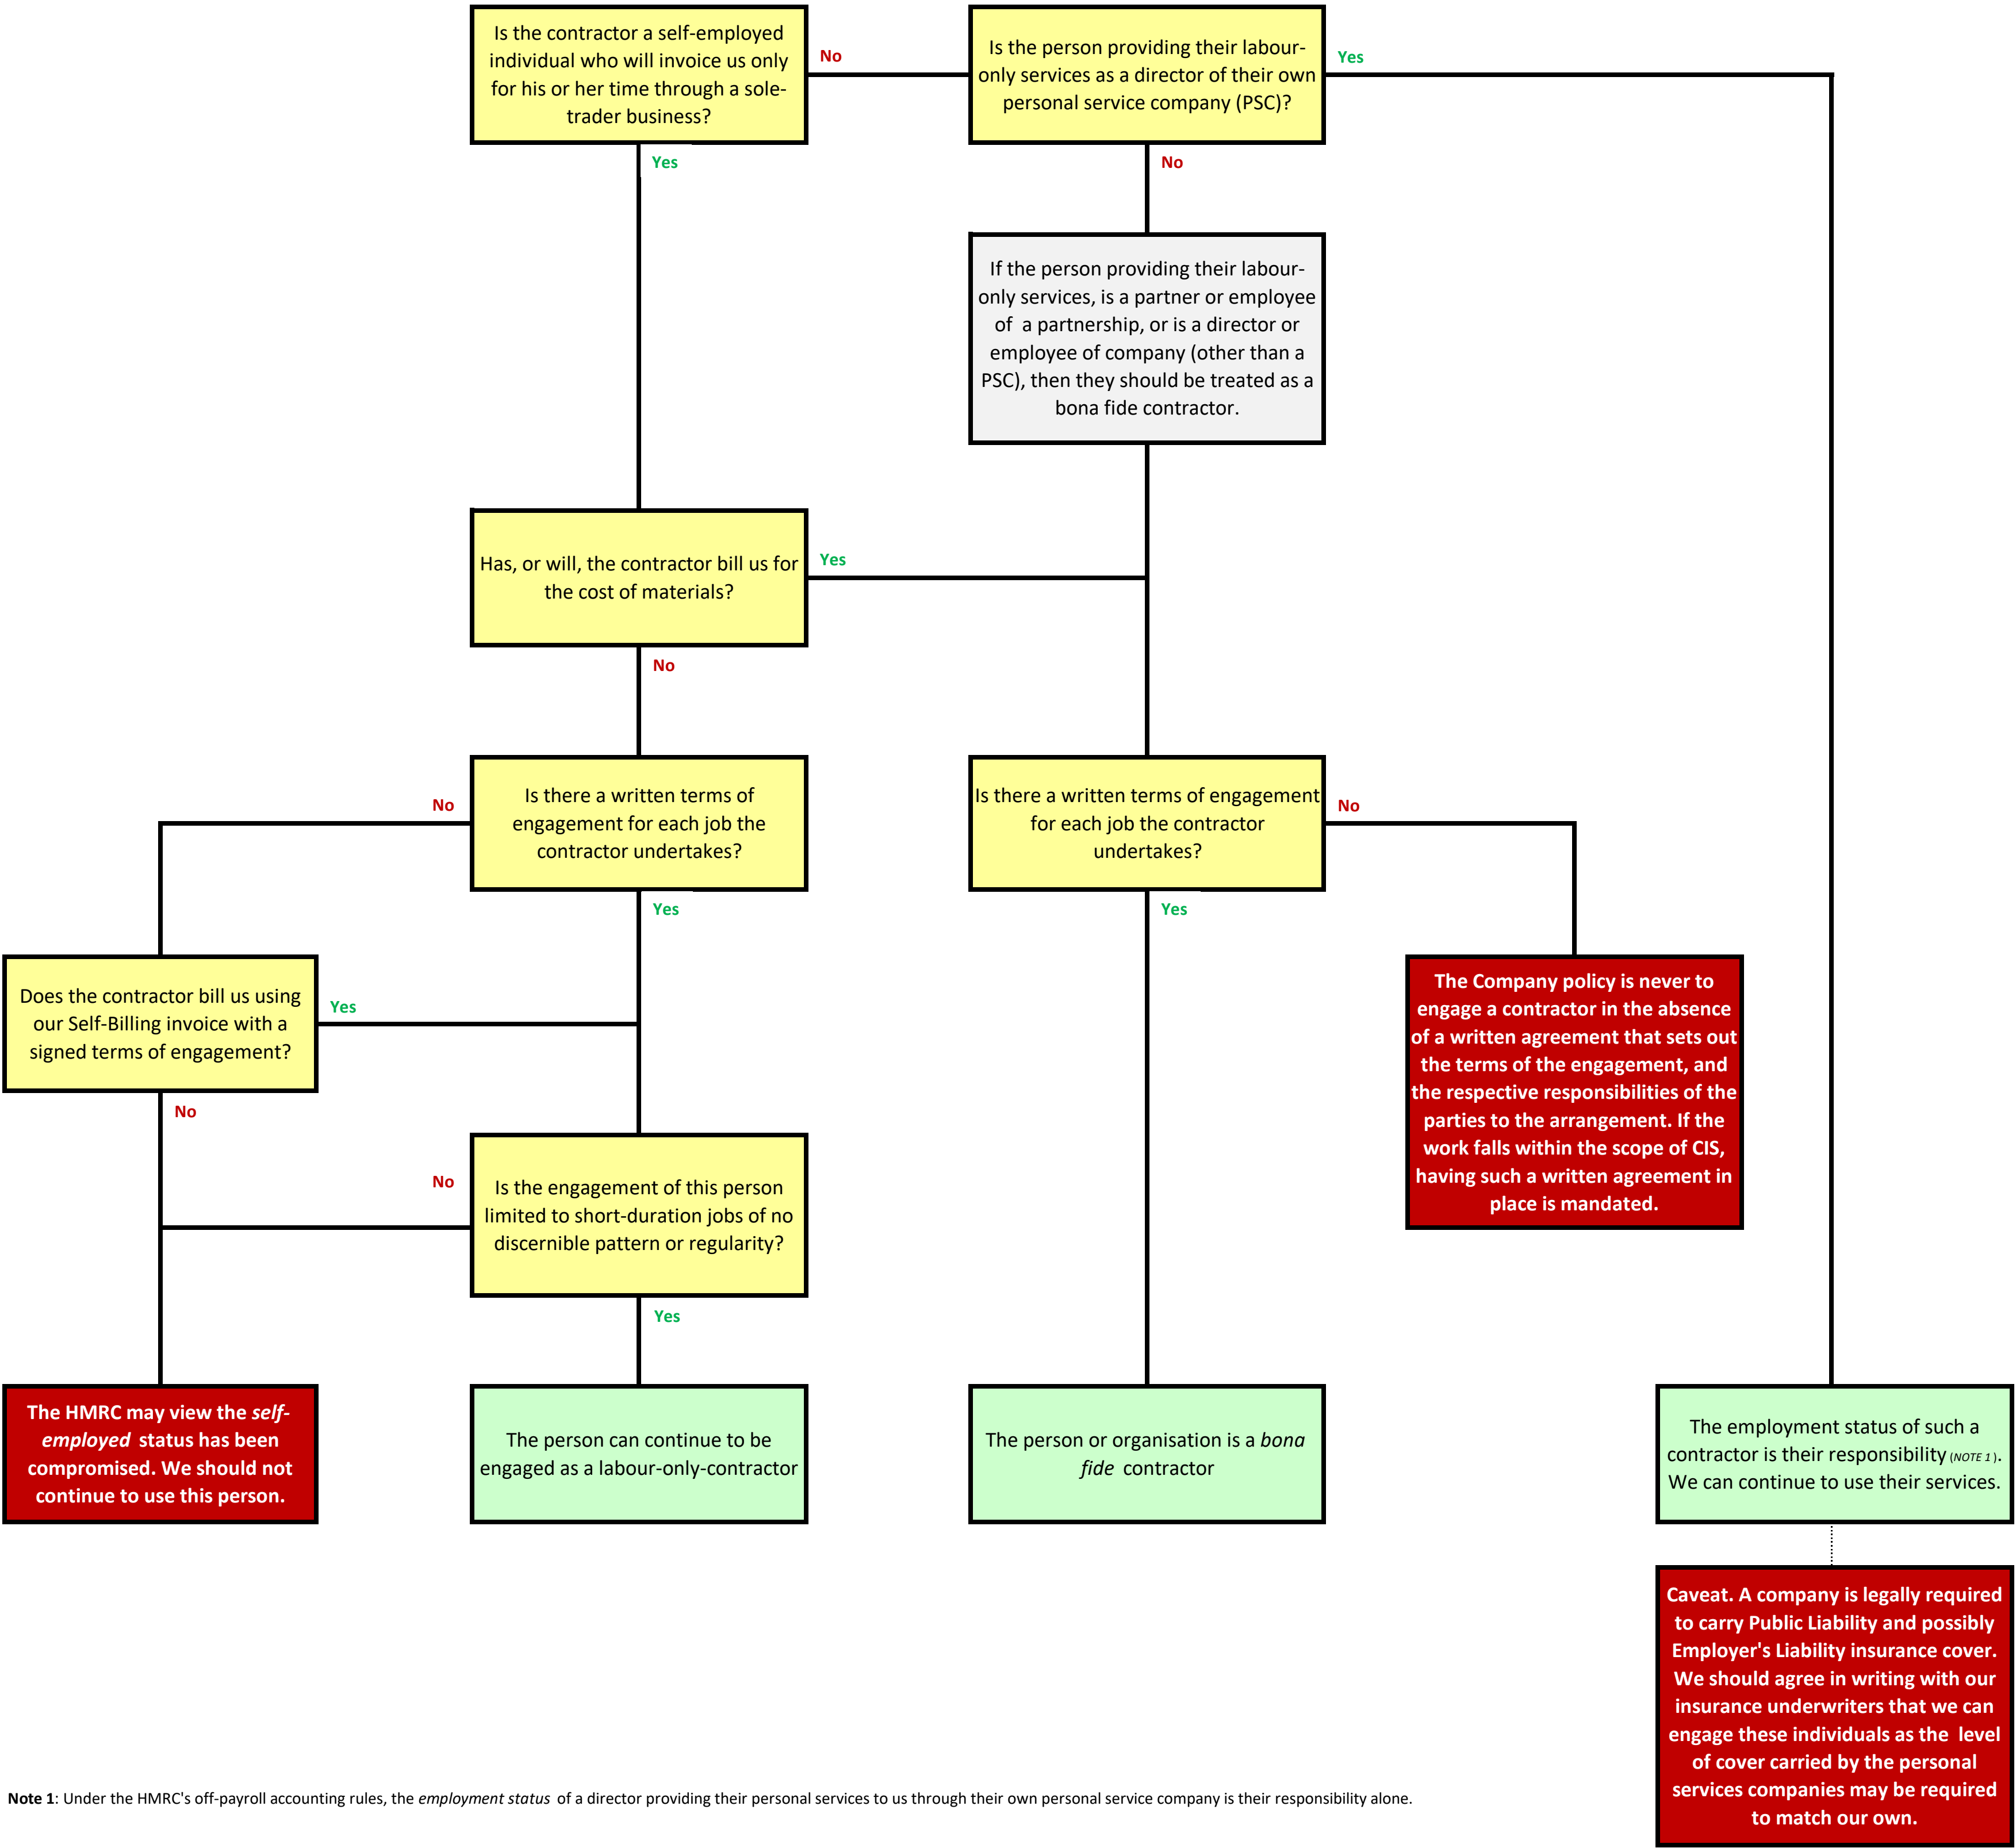 Is the contractor a self-employed
individual who will invoice us only
for his or her time through a sole-
trader business?
No
Is the person providing their labour-
only services as a director of their own
personal service company (PSC)?
Yes
Yes
No
If the person providing their labour-
only services, is a partner or employee
of a partnership, or is a director or
employee of company (other than a
PSC), then they should be treated as a
bona fide contractor.
Has, or will, the contractor bill us for
the cost of materials?
Yes
No
No
Is there a written terms of
engagement for each job the
contractor undertakes?
Is there a written terms of engagement
for each job the contractor
undertakes?
No
Yes
Yes
Does the contractor bill us using
our Self-Billing invoice with a
signed terms of engagement?
Yes
No
The Company policy is never to
engage a contractor in the absence
of a written agreement that sets out
the terms of the engagement, and
the respective responsibilities of the
parties to the arrangement. If the
work falls within the scope of CIS,
having such a written agreement in
place is mandated.
No
Is the engagement of this person
limited to short-duration jobs of no
discernible pattern or regularity?
Yes
The HMRC may view the self-
employed status has been
compromised. We should not
continue to use this person.
The person can continue to be
engaged as a labour-only-contractor
The person or organisation is a bona
fide contractor
The employment status of such a
contractor is their responsibility (NOTE 1).
We can continue to use their services.
Caveat. A company is legally required
to carry Public Liability and possibly
Employer's Liability insurance cover.
We should agree in writing with our
insurance underwriters that we can
engage these individuals as the level
of cover carried by the personal
services companies may be required
to match our own.
Note 1: Under the HMRC's off-payroll accounting rules, the employment status of a director providing their personal services to us through their own personal service company is their responsibility alone.